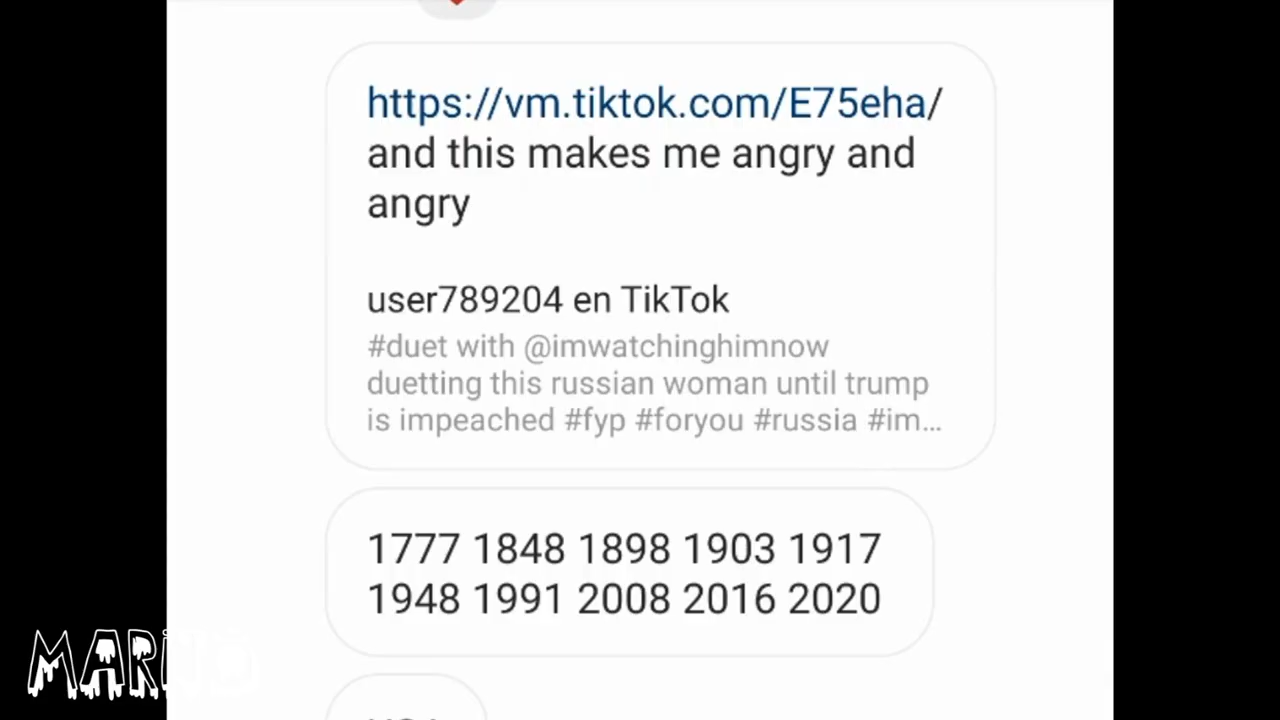 https://vm.tiktok.com/E75eha/
and this makes me angry and
angry
user789204 en TikTok
#duet with @imwatchinghimnow
duetting this russian woman until trump
is impeached #fyp #foryou #russia #im...
1777 1848 1898 1903 1917
1948 1991 2008 2016 2020